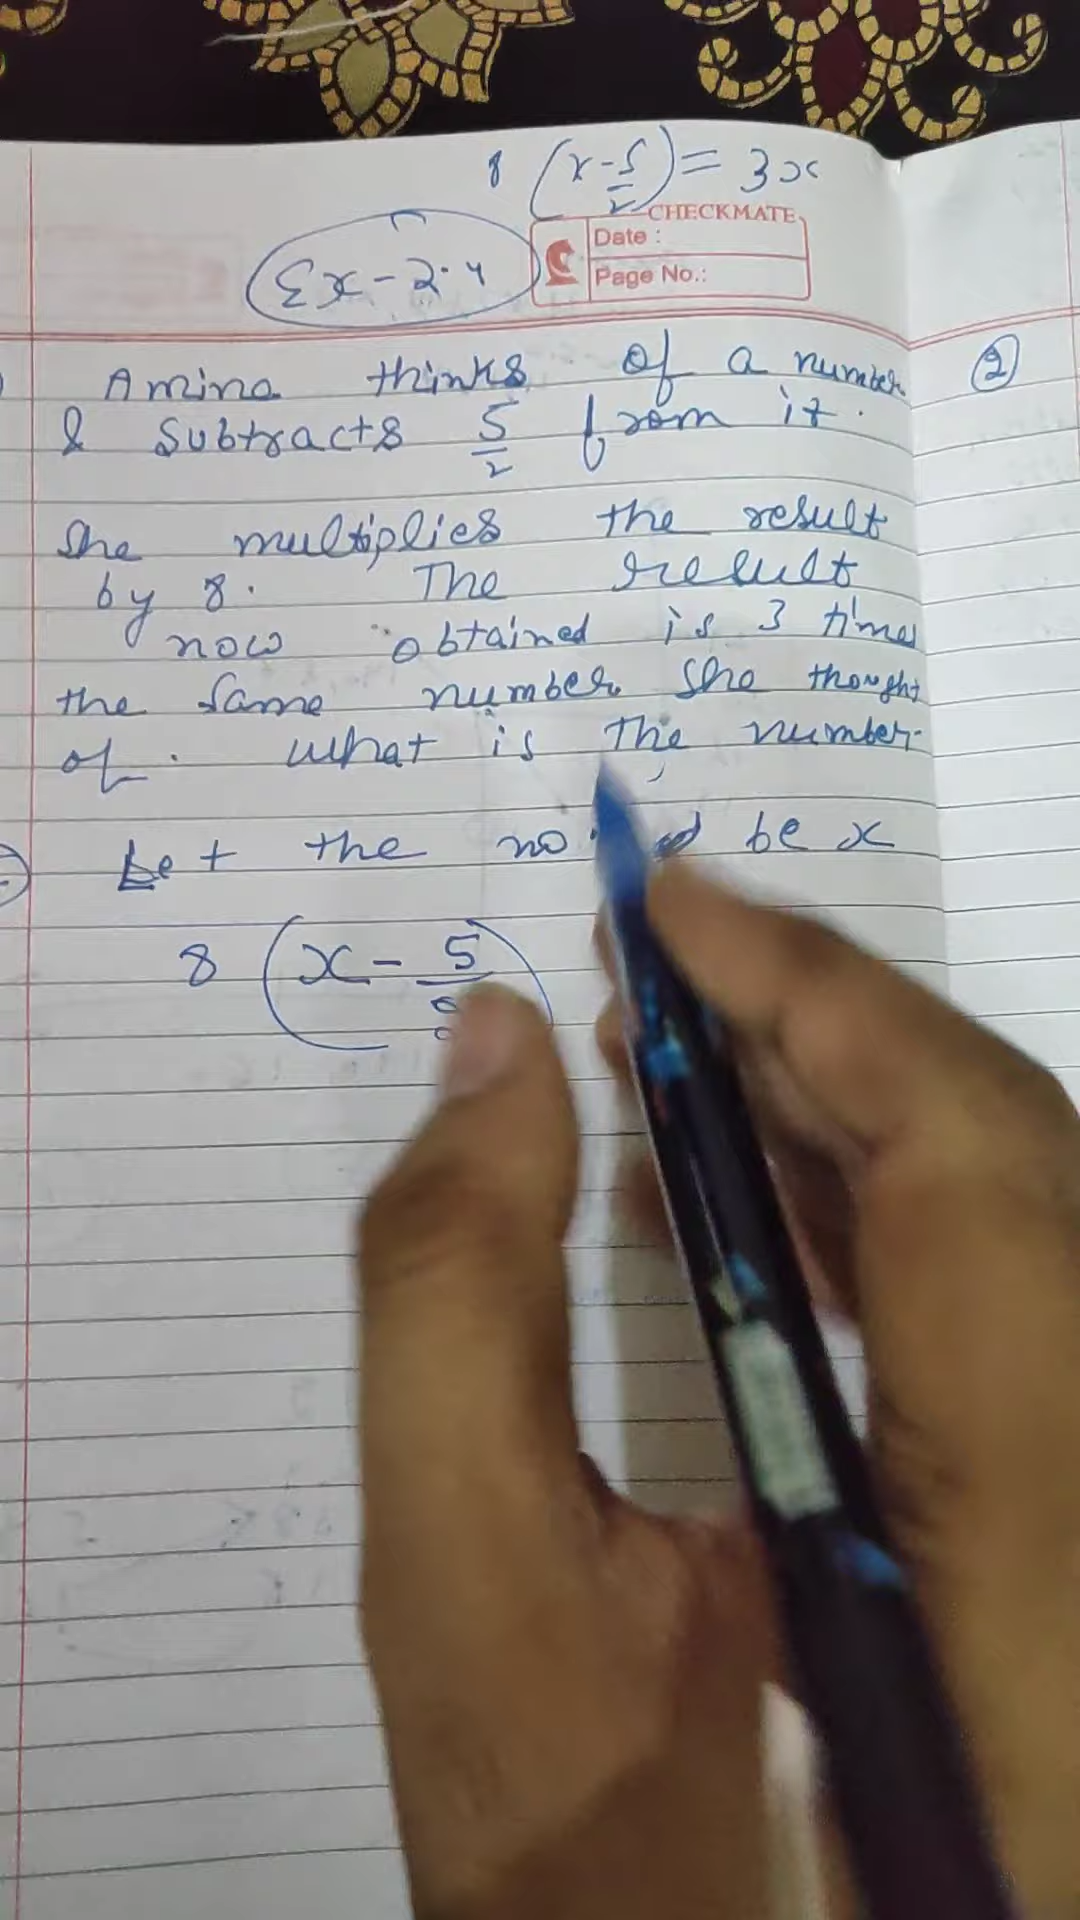 8 (x - 5/2) = 3x
CHECKMATE
Date :
Page No.:
Ex - 2.4
Amina thinks of a number
& Subtracts 5/2 from it.
She multiplies the result
by 8. The result
now obtained is 3 times
the same number she thought
of. what is the number.
②
Let the no. be x
8 (x - 5